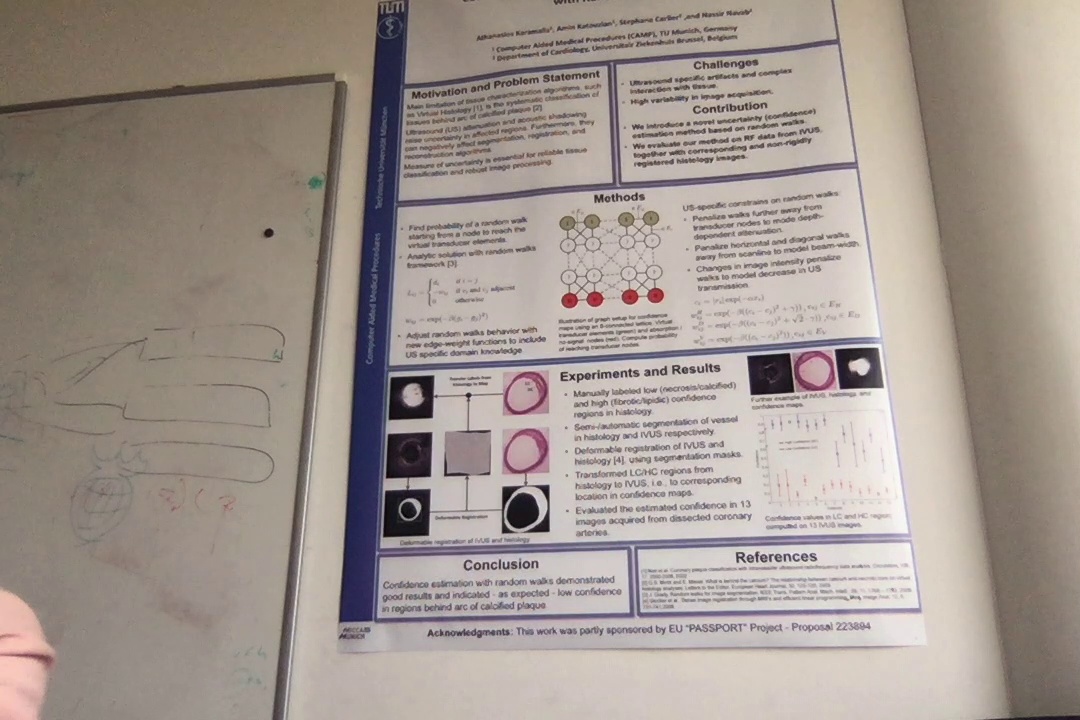 TUM
Athanasios Karamalis¹, Amin Katouzian¹, Stephane Carlier² ,and Nassir Navab¹
¹ Computer Aided Medical Procedures (CAMP), TU Munich, Germany
² Department of Cardiology, Universitair Ziekenhuis Brussel, Belgium
Technische Universität München
Computer Aided Medical Procedures
Motivation and Problem Statement
Main limitation of tissue characterization algorithms, such
as Virtual Histology [1], is the systematic classification of
tissues behind arc of calcified plaque [2]
Ultrasound (US) attenuation and acoustic shadowing
raise uncertainty in affected regions. Furthermore, they
can negatively affect segmentation, registration, and
reconstruction algorithms
Measure of uncertainty is essential for reliable tissue
classification and robust image processing.
Challenges
• Ultrasound specific artifacts and complex
interaction with tissue.
• High variability in image acquisition.
Contribution
• We introduce a novel uncertainty (confidence)
estimation method based on random walks.
• We evaluate our method on RF data from IVUS,
together with corresponding and non-rigidly
registered histology images.
Methods
• Find probability of a random walk
starting from a node to reach the
virtual transducer elements.
• Analytic solution with random walks
framework [3]
otherwise
• Adjust random walks behavior with
new edge-weight functions to include
US specific domain knowledge
Illustration of graph setup for confidence
maps using an 8-connected lattice. Virtual
transducer elements (green) and absorption /
no-signal nodes (red). Compute probability
of reaching transducer nodes
US-specific constrains on random walks
• Penalize walks further away from
transducer nodes to mode depth-
dependent attenuation.
• Penalize horizontal and diagonal walks
away from scanline to model beam-width.
• Changes in image intensity penalize
walks to model decrease in US
transmission.
Experiments and Results
Transfer Labels from
Histology to Map
Deformable Registration
Deformable registration of IVUS and histology
• Manually labeled low (necrosis/calcified)
and high (fibrotic/lipidic) confidence
regions in histology.
• Semi-/automatic segmentation of vessel
in histology and IVUS respectively
• Deformable registration of IVUS and
histology [4], using segmentation masks.
• Transformed LC/HC regions from
histology to IVUS, i.e., to corresponding
location in confidence maps.
• Evaluated the estimated confidence in 13
images acquired from dissected coronary
arteries.
Further example of IVUS, histology, and
confidence maps.
Confidence values in LC and HC region
computed on 13 IVUS images.
Conclusion
Confidence estimation with random walks demonstrated
good results and indicated - as expected - low confidence
in regions behind arc of calcified plaque
References
MICCAI
MUNICH
Acknowledgments: This work was partly sponsored by EU "PASSPORT" Project - Proposal 223894